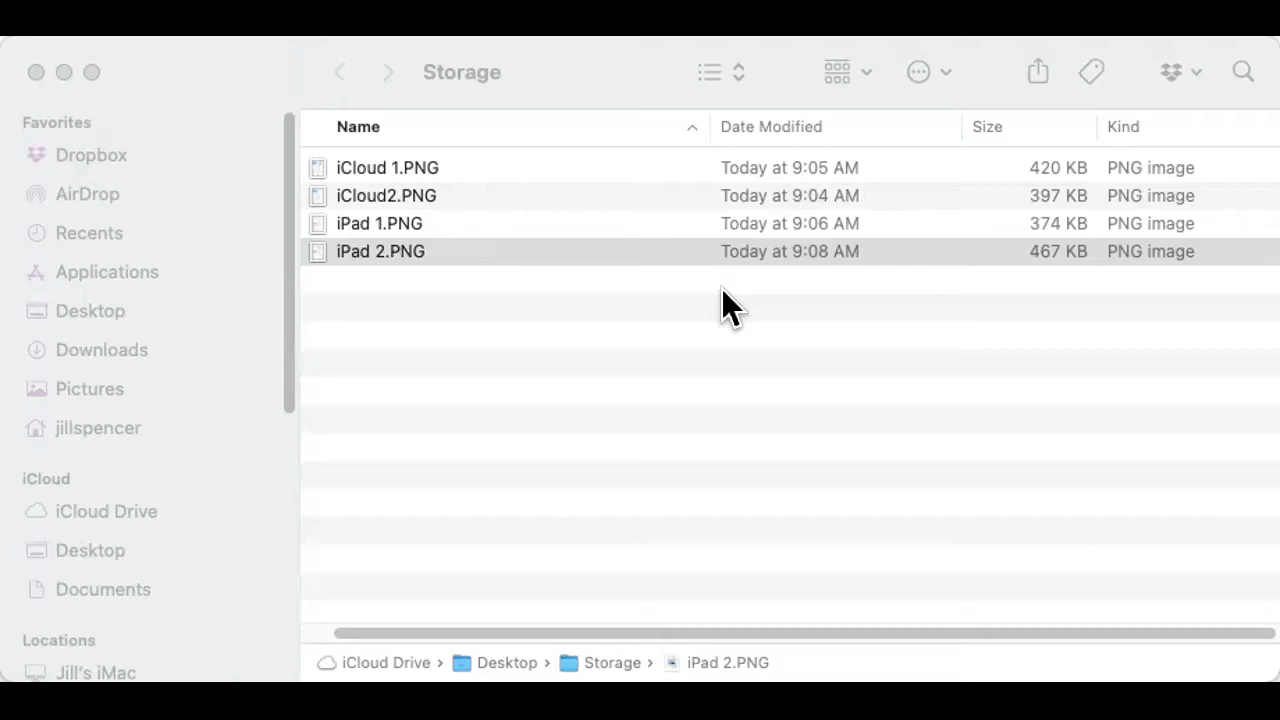 Storage
Favorites
Dropbox
AirDrop
Recents
Applications
Desktop
Downloads
Pictures
jillspencer
iCloud
iCloud Drive
Desktop
Documents
Locations
Jill's iMac
Name Date Modified Size Kind
iCloud 1.PNG Today at 9:05 AM 420 KB PNG image
iCloud2.PNG Today at 9:04 AM 397 KB PNG image
iPad 1.PNG Today at 9:06 AM 374 KB PNG image
iPad 2.PNG Today at 9:08 AM 467 KB PNG image
iCloud Drive › Desktop › Storage › iPad 2.PNG